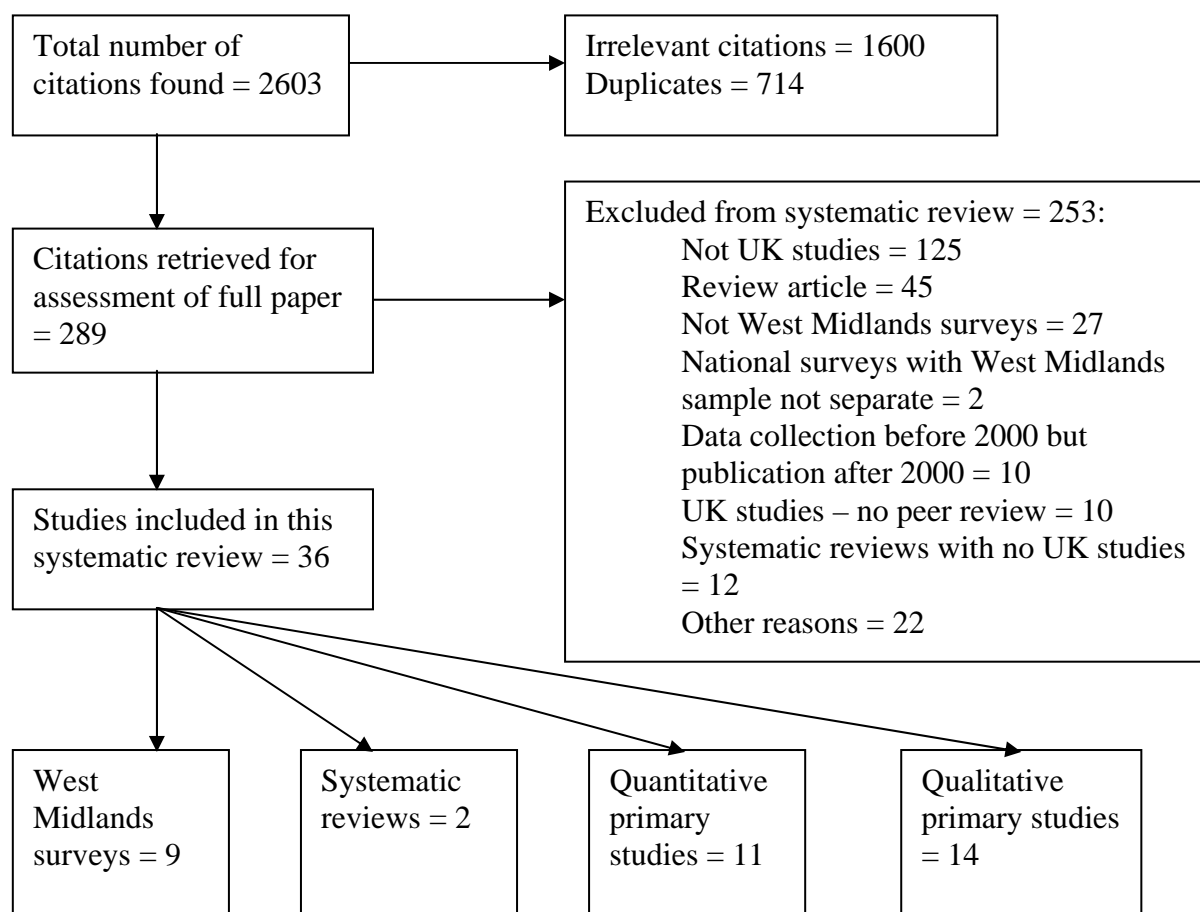 Total number of
citations found = 2603
Irrelevant citations = 1600
Duplicates = 714
Citations retrieved for
assessment of full paper
= 289
Excluded from systematic review = 253:
Not UK studies = 125
Review article = 45
Not West Midlands surveys = 27
National surveys with West Midlands
sample not separate = 2
Data collection before 2000 but
publication after 2000 = 10
UK studies – no peer review = 10
Systematic reviews with no UK studies
= 12
Other reasons = 22
Studies included in this
systematic review = 36
West
Midlands
surveys = 9
Systematic
reviews = 2
Quantitative
primary
studies = 11
Qualitative
primary studies
= 14